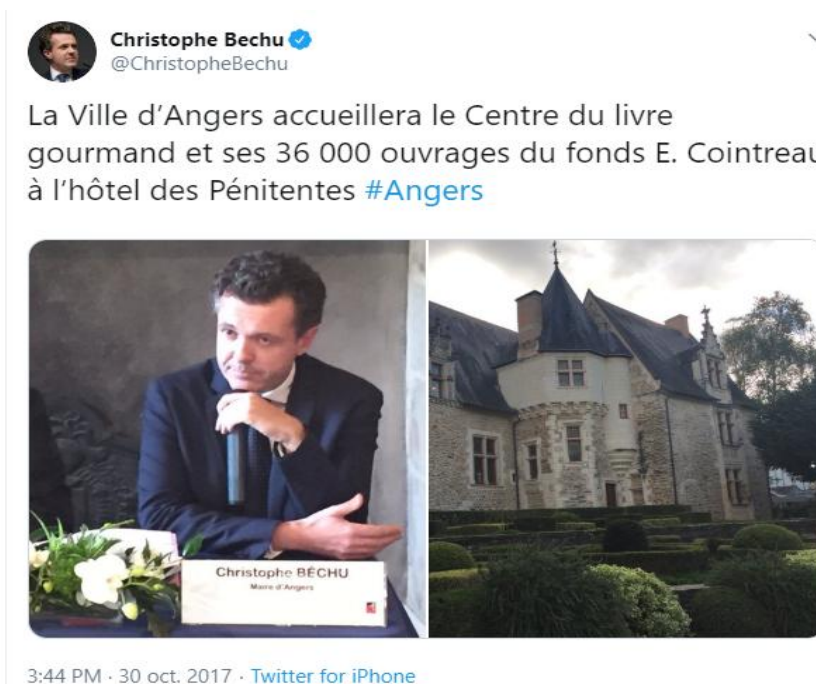 Christophe Bechu
@ChristopheBechu
La Ville d’Angers accueillera le Centre du livre
gourmand et ses 36 000 ouvrages du fonds E. Cointreau
à l’hôtel des Pénitentes #Angers
Christophe BÉCHU
Maire d'Angers
3:44 PM · 30 oct. 2017 · Twitter for iPhone